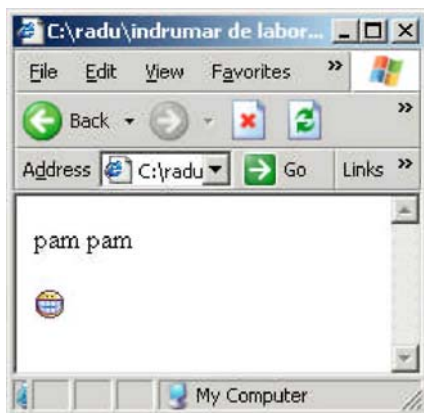 C:\radu\indrumar de labor...
File Edit View Favorites »
Back »
Address C:\radu Go Links »
pam pam
My Computer